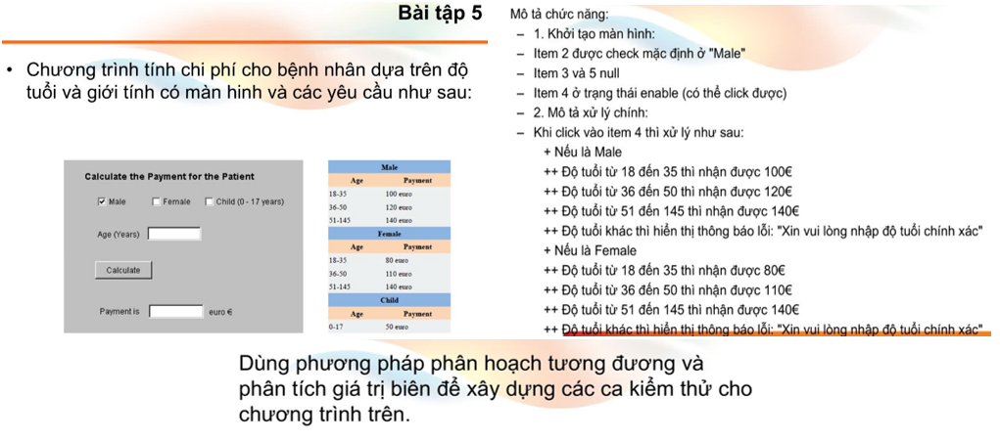 Bài tập 5
• Chương trình tính chi phí cho bệnh nhân dựa trên độ
tuổi và giới tính có màn hinh và các yêu cầu như sau:
Calculate the Payment for the Patient
Male Female Child (0 - 17 years)
Age (Years)
Calculate
Payment is euro €
Male
Age Payment
18-35 100 euro
36-50 120 euro
51-145 140 euro
Female
Age Payment
18-35 80 euro
36-50 110 euro
51-145 140 euro
Child
Age Payment
0-17 50 euro
Mô tả chức năng:
– 1. Khởi tạo màn hình:
– Item 2 được check mặc định ở "Male"
– Item 3 và 5 null
– Item 4 ở trạng thái enable (có thể click được)
– 2. Mô tả xử lý chính:
– Khi click vào item 4 thì xử lý như sau:
+ Nếu là Male
++ Độ tuổi từ 18 đến 35 thì nhận được 100€
++ Độ tuổi từ 36 đến 50 thì nhận được 120€
++ Độ tuổi từ 51 đến 145 thì nhận được 140€
++ Độ tuổi khác thì hiển thị thông báo lỗi: "Xin vui lòng nhập độ tuổi chính xác"
+ Nếu là Female
++ Độ tuổi từ 18 đến 35 thì nhận được 80€
++ Độ tuổi từ 36 đến 50 thì nhận được 110€
++ Độ tuổi từ 51 đến 145 thì nhận được 140€
++ Độ tuổi khác thì hiển thị thông báo lỗi: "Xin vui lòng nhập độ tuổi chính xác"
Dùng phương pháp phân hoạch tương đương và
phân tích giá trị biên để xây dựng các ca kiểm thử cho
chương trình trên.